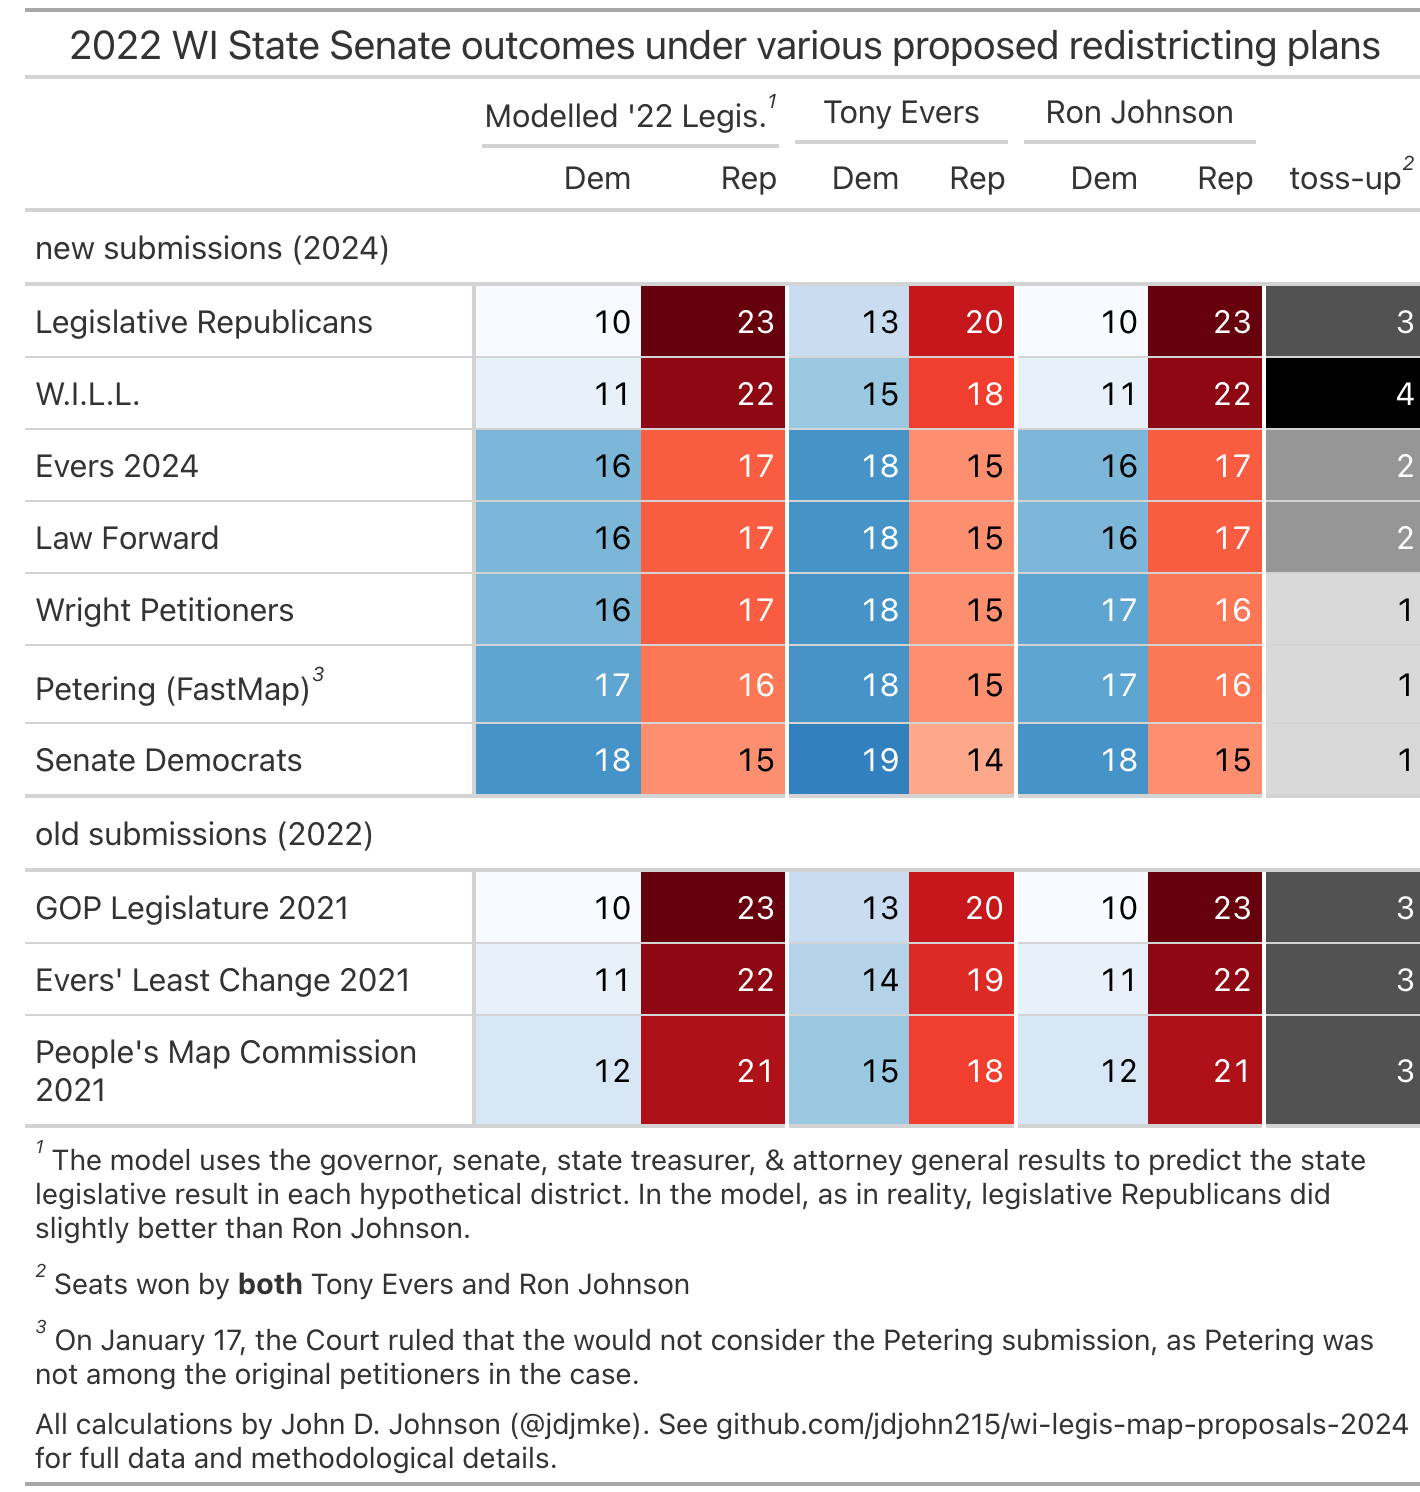 2022 WI State Senate outcomes under various proposed redistricting plans
Modelled '22 Legis.1 Tony Evers Ron Johnson
Dem Rep Dem Rep Dem Rep toss-up2
new submissions (2024)
Legislative Republicans 10 23 13 20 10 23 3
W.I.L.L. 11 22 15 18 11 22 4
Evers 2024 16 17 18 15 16 17 2
Law Forward 16 17 18 15 16 17 2
Wright Petitioners 16 17 18 15 17 16 1
Petering (FastMap)3 17 16 18 15 17 16 1
Senate Democrats 18 15 19 14 18 15 1
old submissions (2022)
GOP Legislature 2021 10 23 13 20 10 23 3
Evers' Least Change 2021 11 22 14 19 11 22 3
People's Map Commission
2021 12 21 15 18 12 21 3
1 The model uses the governor, senate, state treasurer, & attorney general results to predict the state
legislative result in each hypothetical district. In the model, as in reality, legislative Republicans did
slightly better than Ron Johnson.
2 Seats won by both Tony Evers and Ron Johnson
3 On January 17, the Court ruled that the would not consider the Petering submission, as Petering was
not among the original petitioners in the case.
All calculations by John D. Johnson (@jdjmke). See github.com/jdjohn215/wi-legis-map-proposals-2024
for full data and methodological details.